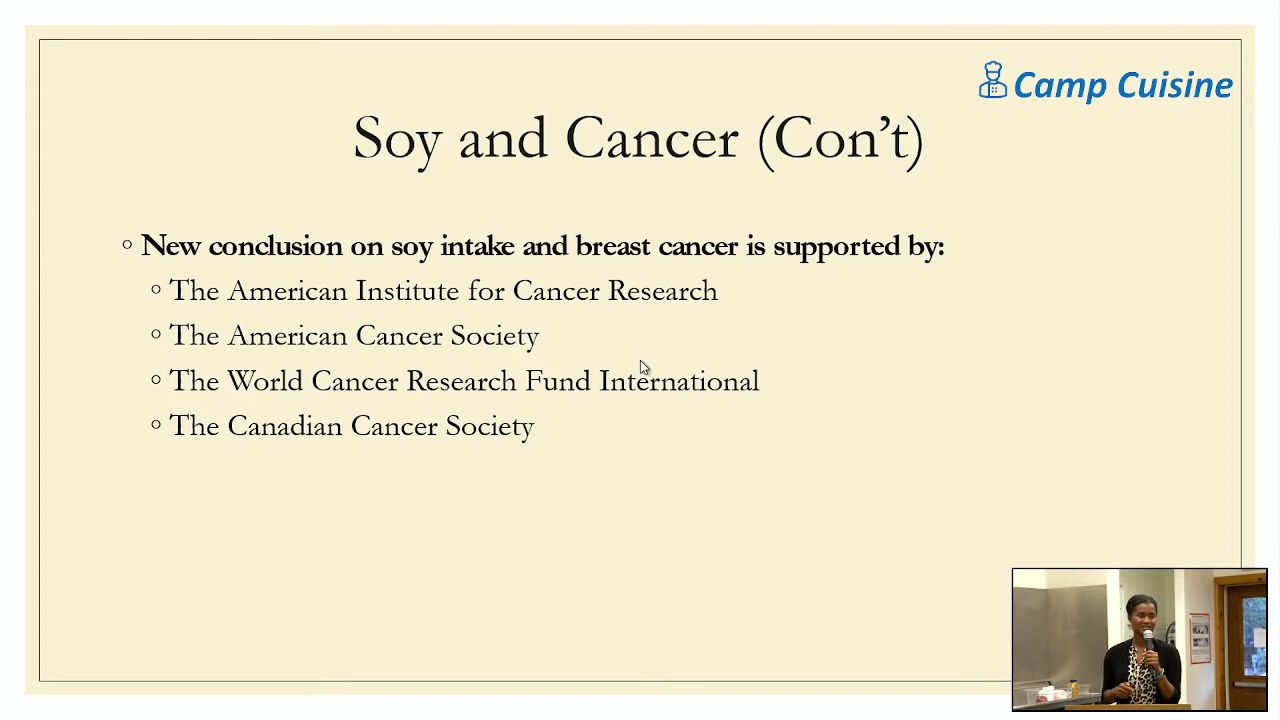 Camp Cuisine
Soy and Cancer (Con't)
New conclusion on soy intake and breast cancer is supported by:
The American Institute for Cancer Research
The American Cancer Society
The World Cancer Research Fund International
The Canadian Cancer Society